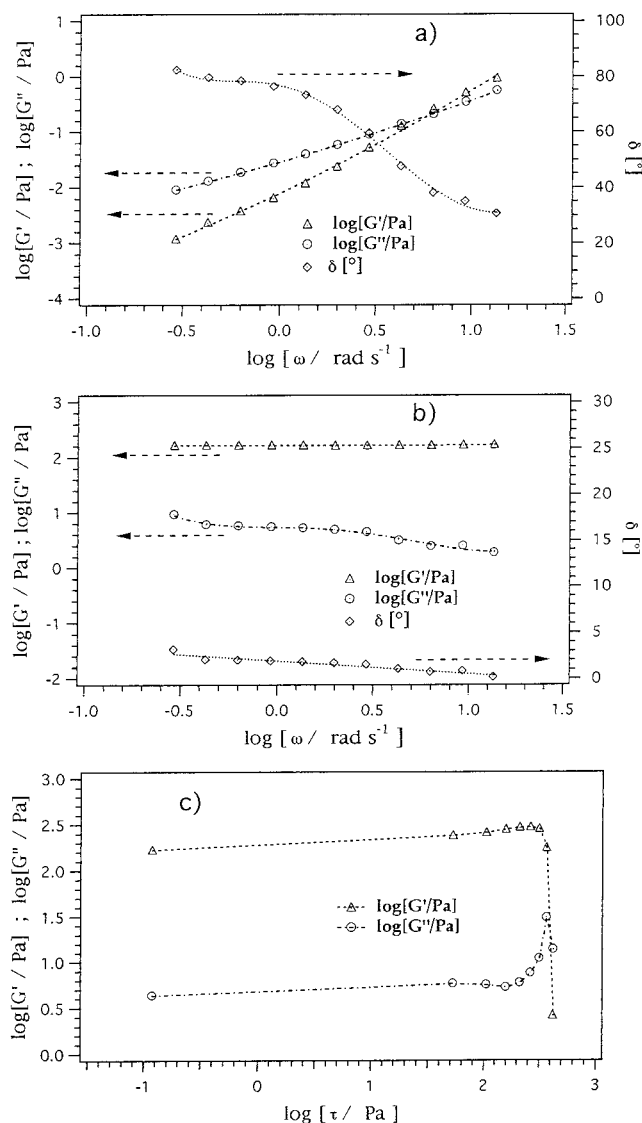 a)
log[G' / Pa] ; log[G" / Pa]
1
0
-1
-2
-3
-4
100
80
60
40
20
0
δ [°]
log[G'/Pa]
log[G"/Pa]
δ [°]
-1.0 -0.5 0.0 0.5 1.0 1.5
log [ ω / rad s⁻¹ ]
b)
log[G' / Pa] ; log[G" / Pa]
3
2
1
0
-1
-2
30
25
20
15
10
5
0
δ [°]
log[G'/Pa]
log[G"/Pa]
δ [°]
-1.0 -0.5 0.0 0.5 1.0 1.5
log [ ω / rad s⁻¹ ]
c)
log[G' / Pa] ; log[G" / Pa]
3.0
2.5
2.0
1.5
1.0
0.5
0.0
log[G'/Pa]
log[G"/Pa]
-1 0 1 2 3
log [ τ / Pa ]